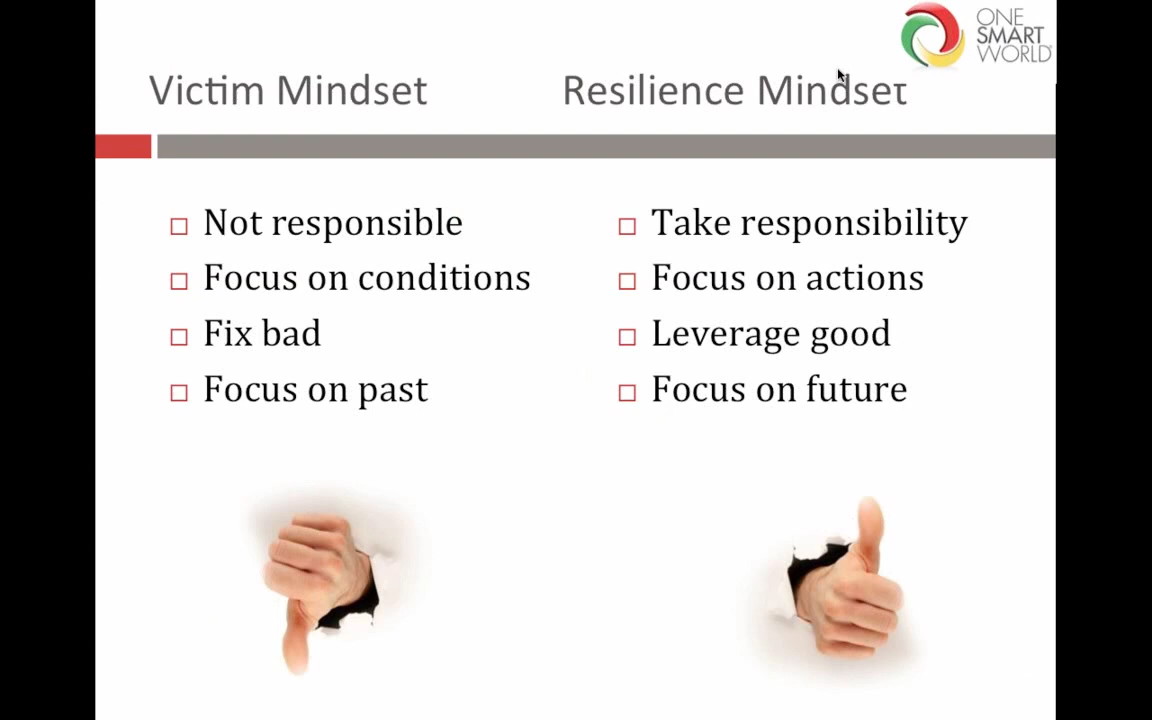 ONE
SMART
WORLD
Victim Mindset
Resilience Mindset
Not responsible
Focus on conditions
Fix bad
Focus on past
Take responsibility
Focus on actions
Leverage good
Focus on future